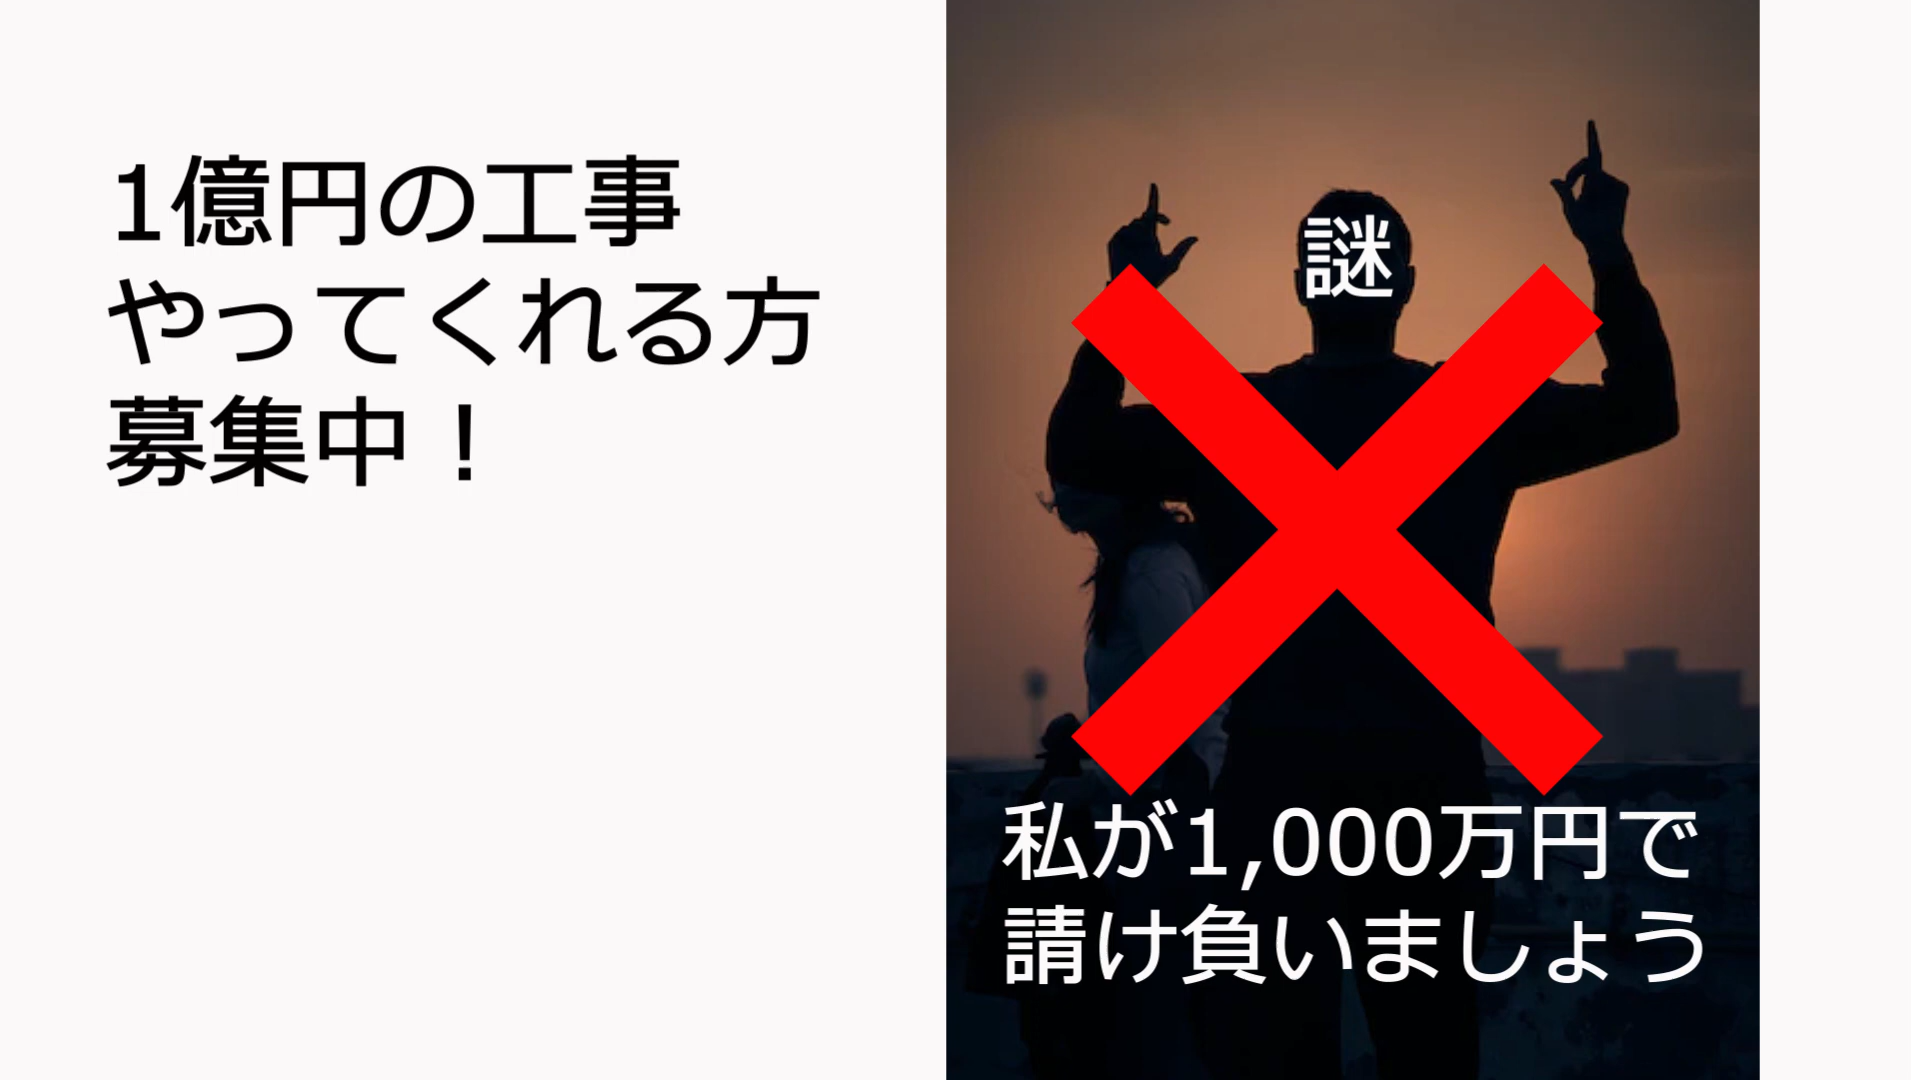 1億円の工事
やってくれる方
募集中！
謎
私が1,000万円で
請け負いましょう